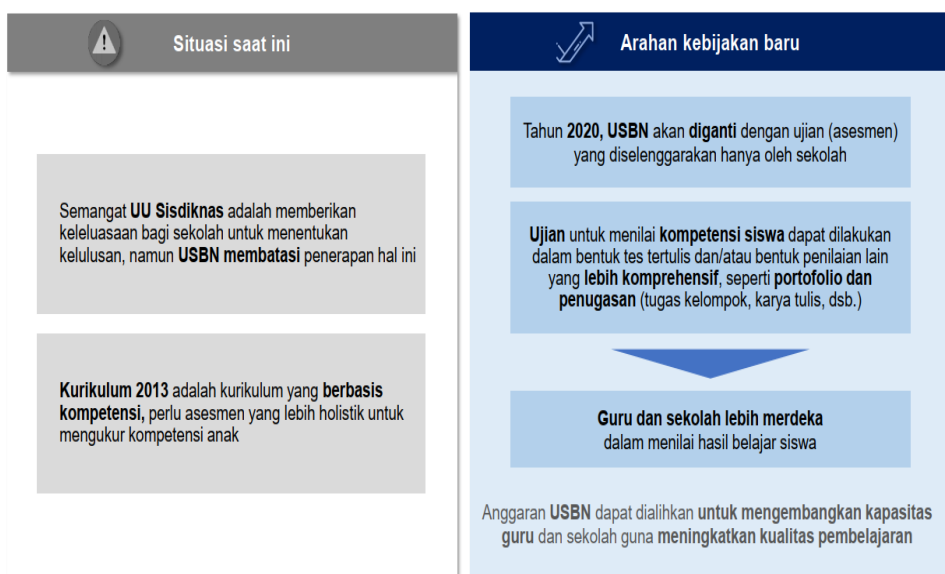 Situasi saat ini
Semangat UU Sisdiknas adalah memberikan
keleluasaan bagi sekolah untuk menentukan
kelulusan, namun USBN membatasi penerapan hal ini
Kurikulum 2013 adalah kurikulum yang berbasis
kompetensi, perlu asesmen yang lebih holistik untuk
mengukur kompetensi anak
Arahan kebijakan baru
Tahun 2020, USBN akan diganti dengan ujian (asesmen)
yang diselenggarakan hanya oleh sekolah
Ujian untuk menilai kompetensi siswa dapat dilakukan
dalam bentuk tes tertulis dan/atau bentuk penilaian lain
yang lebih komprehensif, seperti portofolio dan
penugasan (tugas kelompok, karya tulis, dsb.)
Guru dan sekolah lebih merdeka
dalam menilai hasil belajar siswa
Anggaran USBN dapat dialihkan untuk mengembangkan kapasitas
guru dan sekolah guna meningkatkan kualitas pembelajaran